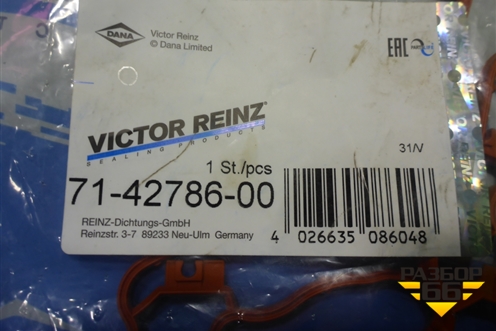 DANA
Victor Reinz
© Dana Limited
EAC
VICTOR REINZ®
SEALING PRODUCTS
1 St./pcs
31/V
71-42786-00
REINZ-Dichtungs-GmbH
Reinzstr. 3-7 89233 Neu-Ulm Germany
4 026635 086048
РАЗБОР
66